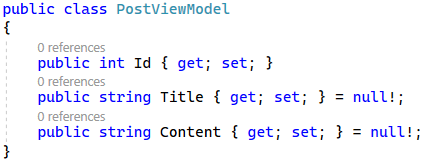 public class PostViewModel
{
0 references
public int Id { get; set; }
0 references
public string Title { get; set; } = null!;
0 references
public string Content { get; set; } = null!;
}